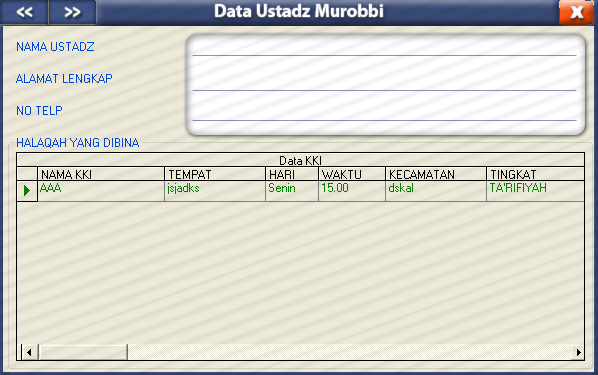 << >> Data Ustadz Murobbi X
NAMA USTADZ
ALAMAT LENGKAP
NO TELP
HALAQAH YANG DIBINA
Data KKI
NAMA KKI TEMPAT HARI WAKTU KECAMATAN TINGKAT
AAA jsjadks Senin 15.00 dskal TA'RIFIYAH